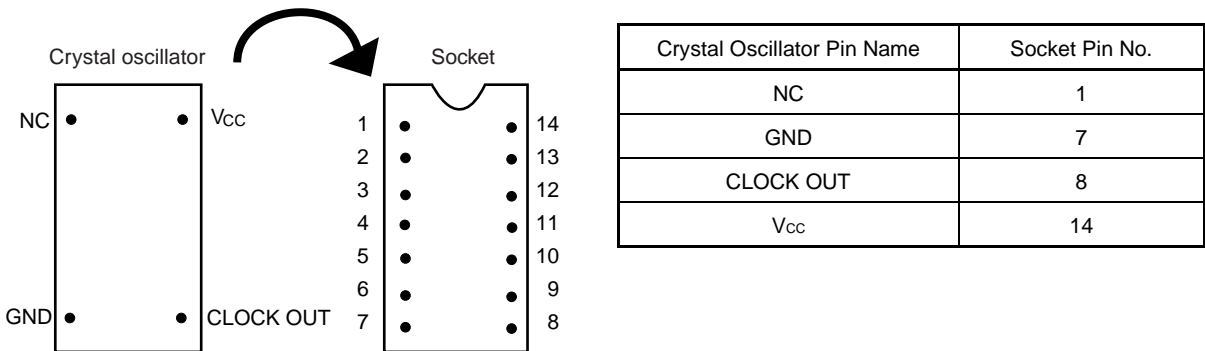 Crystal oscillator
NC
VCC
GND
CLOCK OUT
Socket
1 14
2 13
3 12
4 11
5 10
6 9
7 8
Crystal Oscillator Pin Name Socket Pin No.
NC 1
GND 7
CLOCK OUT 8
VCC 14